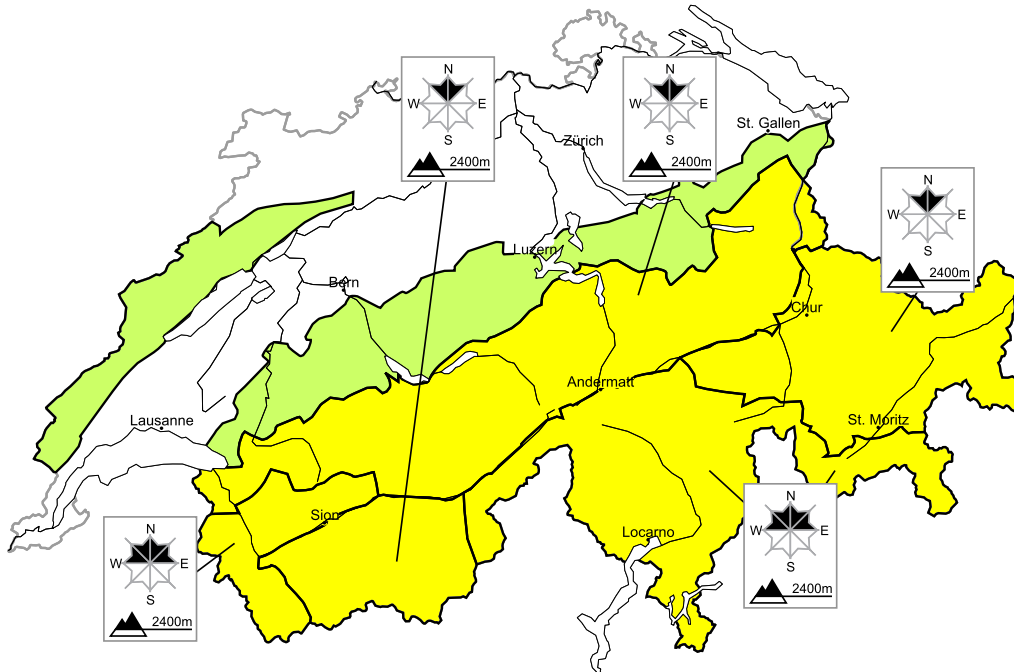 N
W E
S
2400m
N
W E
S
2400m
St. Gallen
Zürich
N
W E
S
2400m
Luzern
Bern
Chur
Andermatt
Lausanne
St. Moritz
N
W E
S
2400m
Sion
Locarno
N
W E
S
2400m